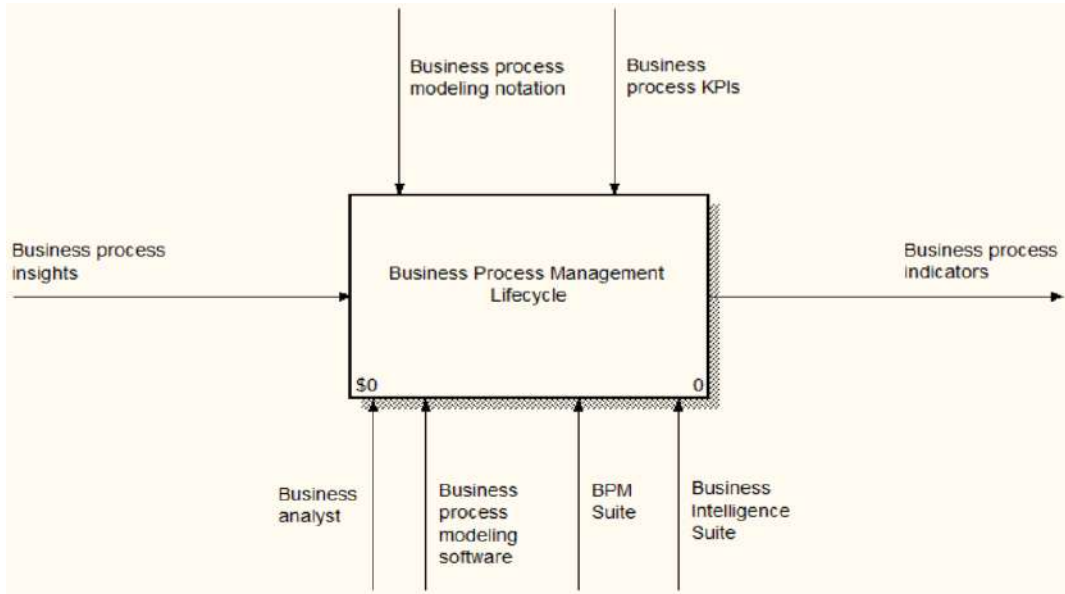 Business process
modeling notation
Business
process KPIs
Business process
insights
Business Process Management
Lifecycle
Business process
indicators
$0
0
Business
analyst
Business
process
modeling
software
BPM
Suite
Business
Intelligence
Suite